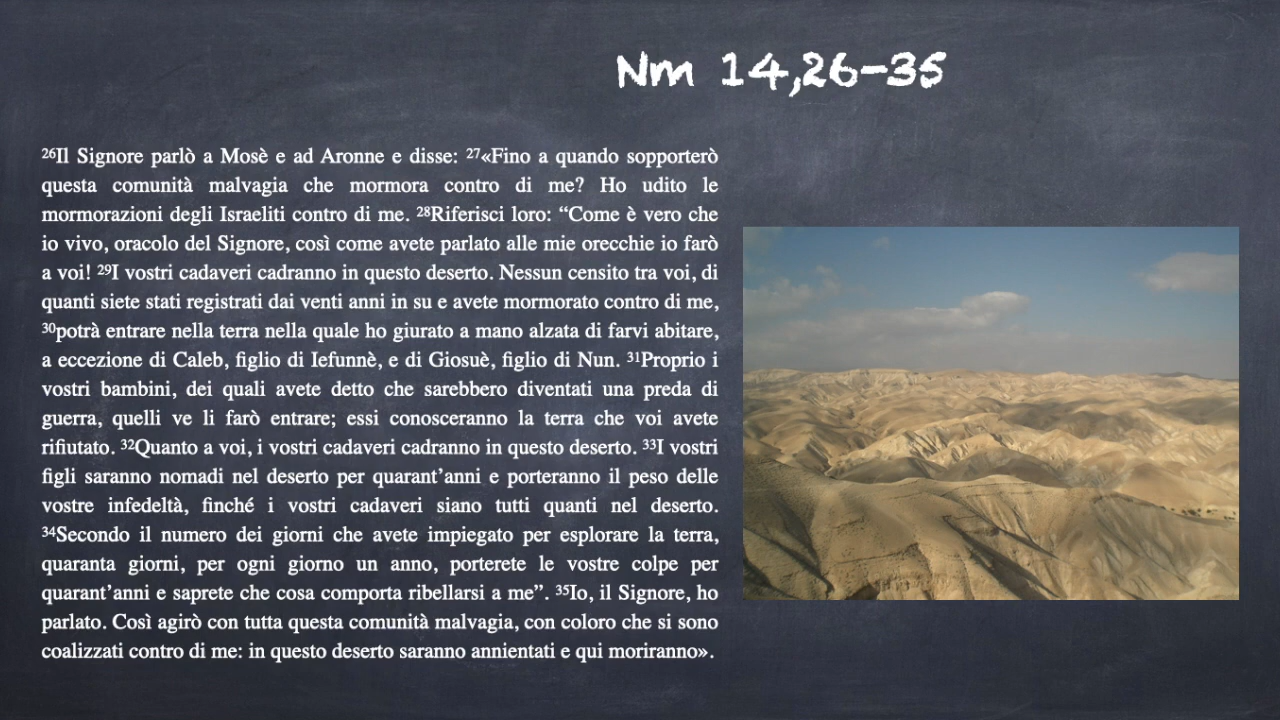 Nm 14,26-35
²⁶Il Signore parlò a Mosè e ad Aronne e disse: ²⁷«Fino a quando sopporterò
questa comunità malvagia che mormora contro di me? Ho udito le
mormorazioni degli Israeliti contro di me. ²⁸Riferisci loro: “Come è vero che
io vivo, oracolo del Signore, così come avete parlato alle mie orecchie io farò
a voi! ²⁹I vostri cadaveri cadranno in questo deserto. Nessun censito tra voi, di
quanti siete stati registrati dai venti anni in su e avete mormorato contro di me,
³⁰potrà entrare nella terra nella quale ho giurato a mano alzata di farvi abitare,
a eccezione di Caleb, figlio di Iefunnè, e di Giosuè, figlio di Nun. ³¹Proprio i
vostri bambini, dei quali avete detto che sarebbero diventati una preda di
guerra, quelli ve li farò entrare; essi conosceranno la terra che voi avete
rifiutato. ³²Quanto a voi, i vostri cadaveri cadranno in questo deserto. ³³I vostri
figli saranno nomadi nel deserto per quarant’anni e porteranno il peso delle
vostre infedeltà, finché i vostri cadaveri siano tutti quanti nel deserto.
³⁴Secondo il numero dei giorni che avete impiegato per esplorare la terra,
quaranta giorni, per ogni giorno un anno, porterete le vostre colpe per
quarant’anni e saprete che cosa comporta ribellarsi a me”. ³⁵Io, il Signore, ho
parlato. Così agirò con tutta questa comunità malvagia, con coloro che si sono
coalizzati contro di me: in questo deserto saranno annientati e qui moriranno».